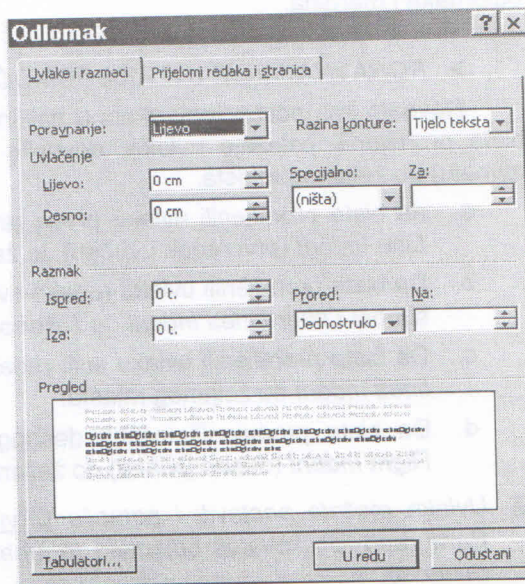 Odlomak
Uvlake i razmaci Prijelomi redaka i stranica
Poravnanje: Lijevo Razina konture: Tijelo teksta
Uvlačenje
Lijevo: 0 cm Specijalno: Za:
Desno: 0 cm (ništa)
Razmak
Ispred: 0 t. Prored: Na:
Iza: 0 t. Jednostruko
Pregled
Tabulatori... U redu Odustani